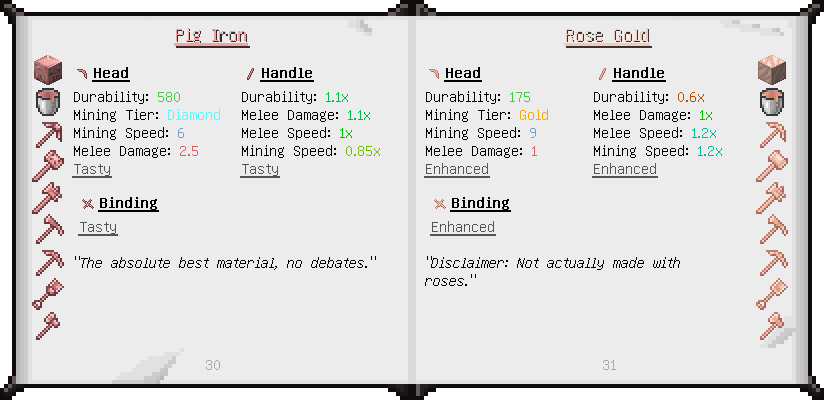 Pig Iron
Head
Durability: 580
Mining Tier: Diamond
Mining Speed: 6
Melee Damage: 2.5
Tasty
Handle
Durability: 1.1x
Melee Damage: 1.1x
Melee Speed: 1x
Mining Speed: 0.85x
Tasty
Binding
Tasty
"The absolute best material, no debates."
30
Rose Gold
Head
Durability: 175
Mining Tier: Gold
Mining Speed: 9
Melee Damage: 1
Enhanced
Handle
Durability: 0.6x
Melee Damage: 1x
Melee Speed: 1.2x
Mining Speed: 1.2x
Enhanced
Binding
Enhanced
"Disclaimer: Not actually made with
roses."
31